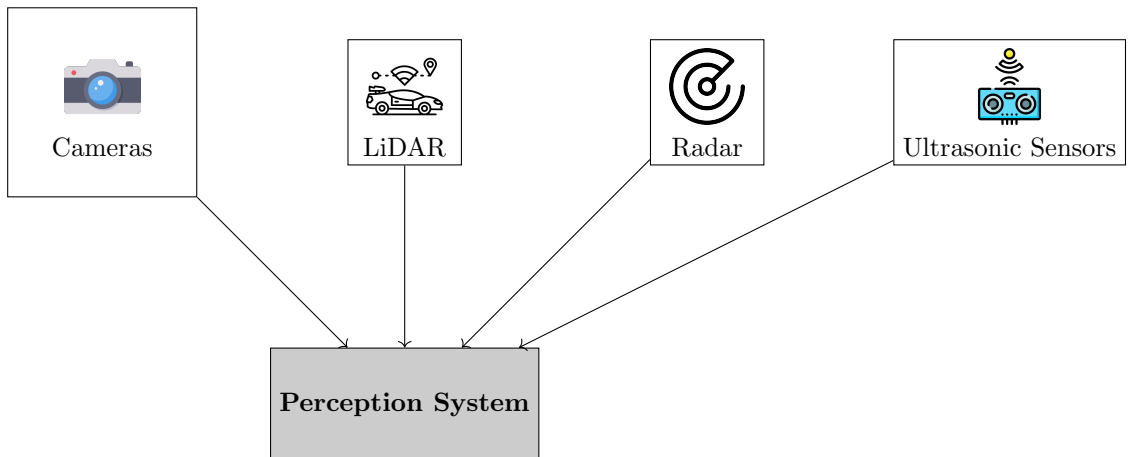 Cameras
LiDAR
Radar
Ultrasonic Sensors
Perception System